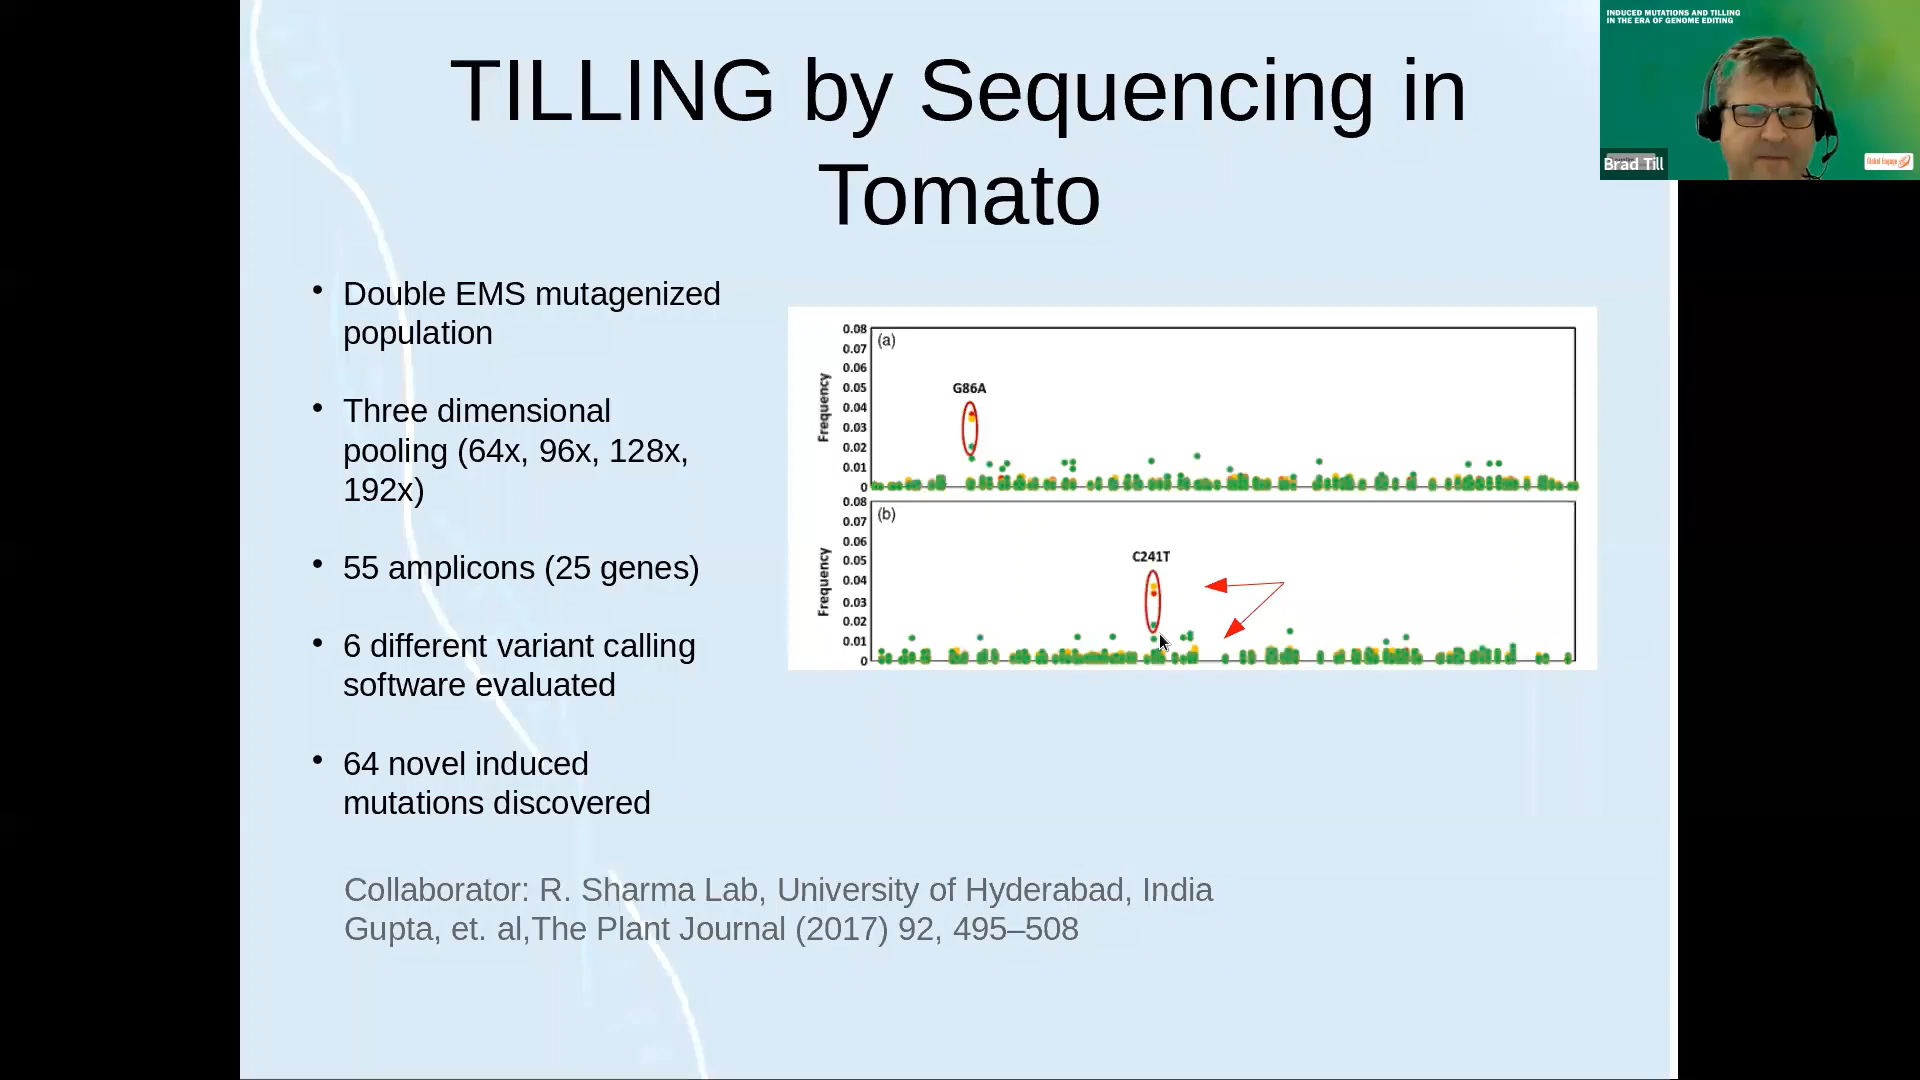 INDUCED MUTATIONS AND TILLING
IN THE ERA OF GENOME EDITING
Brad Till
Global Engage
TILLING by Sequencing in
Tomato
• Double EMS mutagenized
population
• Three dimensional
pooling (64x, 96x, 128x,
192x)
• 55 amplicons (25 genes)
• 6 different variant calling
software evaluated
• 64 novel induced
mutations discovered
(a)
Frequency
0.08
0.07
0.06
0.05
0.04
0.03
0.02
0.01
0
G86A
(b)
Frequency
0.08
0.07
0.06
0.05
0.04
0.03
0.02
0.01
0
C241T
Collaborator: R. Sharma Lab, University of Hyderabad, India
Gupta, et. al,The Plant Journal (2017) 92, 495–508